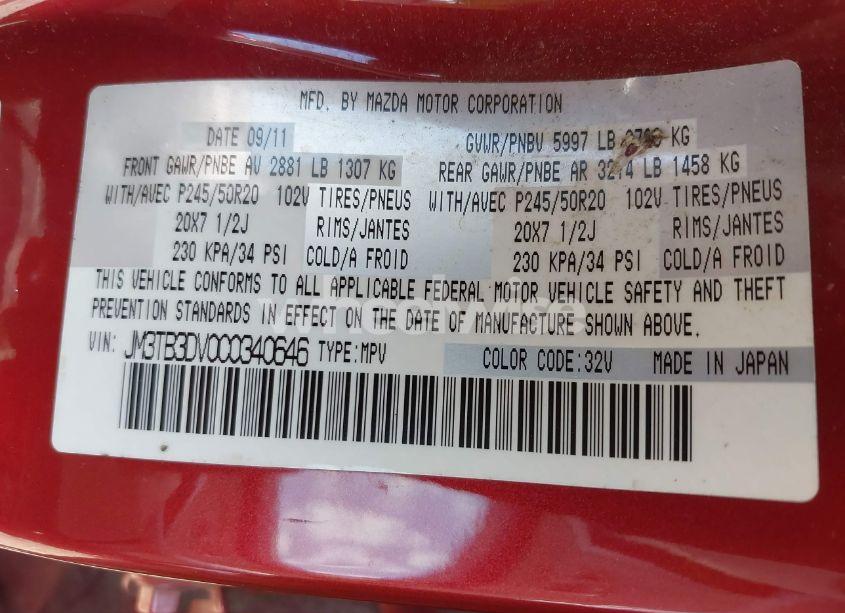 MFD. BY MAZDA MOTOR CORPORATION
DATE 09/11 GVWR/PNBV 5997 LB KG
FRONT GAWR/PNBE AV 2881 LB 1307 KG REAR GAWR/PNBE AR LB 1458 KG
WITH/AVEC P245/50R20 102V TIRES/PNEUS WITH/AVEC P245/50R20 102V TIRES/PNEUS
20X7 1/2J RIMS/JANTES 20X7 1/2J RIMS/JANTES
230 KPA/34 PSI COLD/A FROID 230 KPA/34 PSI COLD/A FROID
THIS VEHICLE CONFORMS TO ALL APPLICABLE FEDERAL MOTOR VEHICLE SAFETY AND THEFT
PREVENTION STANDARDS IN EFFECT ON THE DATE OF MANUFACTURE SHOWN ABOVE.
VIN: JM3TB3DV0C0340646 TYPE:MPV COLOR CODE:32V MADE IN JAPAN